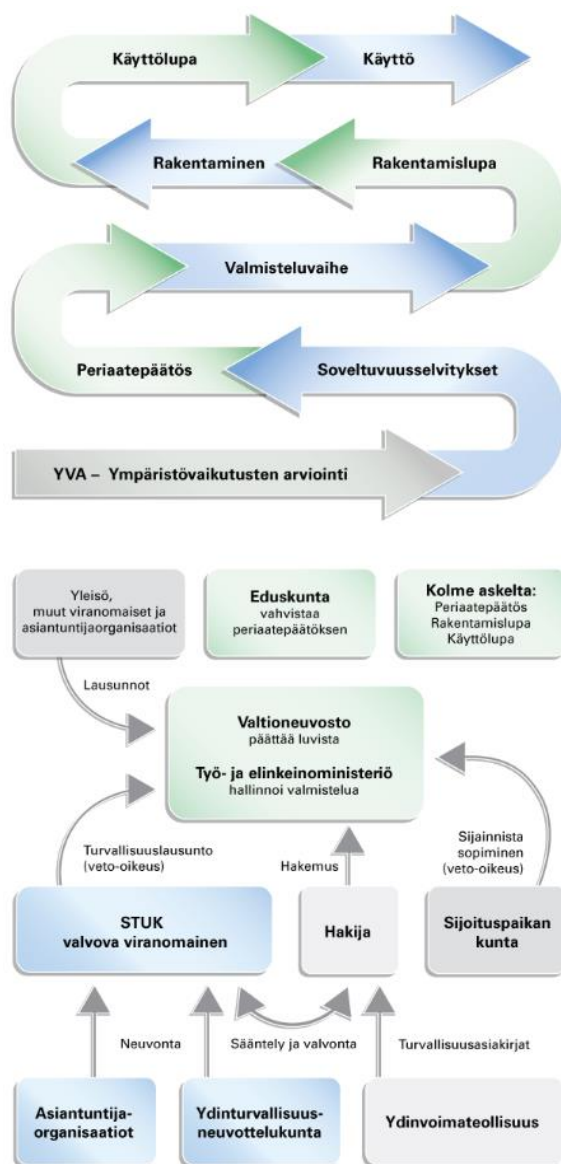 Käyttölupa
Käyttö
Rakentaminen
Rakentamislupa
Valmisteluvaihe
Periaatepäätös
Soveltuvuusselvitykset
YVA – Ympäristövaikutusten arviointi
Yleisö,
muut viranomaiset ja
asiantuntijaorganisaatiot
Eduskunta
vahvistaa
periaatepäätöksen
Kolme askelta:
Periaatepäätös
Rakentamislupa
Käyttölupa
Lausunnot
Valtioneuvosto
päättää luvista
Työ- ja elinkeinoministeriö
hallinnoi valmistelua
Turvallisuuslausunto
(veto-oikeus)
Hakemus
Sijainnista
sopiminen
(veto-oikeus)
STUK
valvova viranomainen
Hakija
Sijoituspaikan
kunta
Neuvonta
Sääntely ja valvonta
Turvallisuusasiakirjat
Asiantuntija-
organisaatiot
Ydinturvallisuus-
neuvottelukunta
Ydinvoimateollisuus